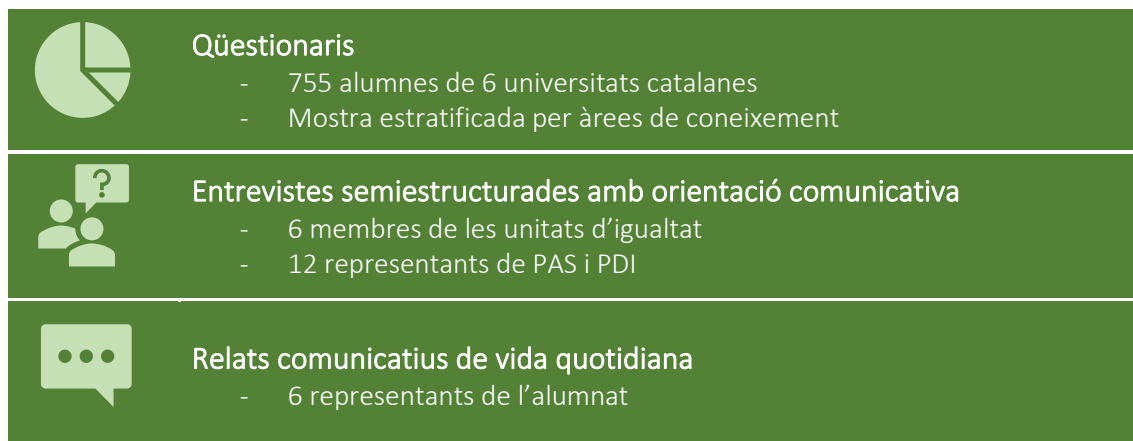 Qüestionaris
- 755 alumnes de 6 universitats catalanes
- Mostra estratificada per àrees de coneixement
?
Entrevistes semiestructurades amb orientació comunicativa
- 6 membres de les unitats d’igualtat
- 12 representants de PAS i PDI
Relats comunicatius de vida quotidiana
- 6 representants de l’alumnat